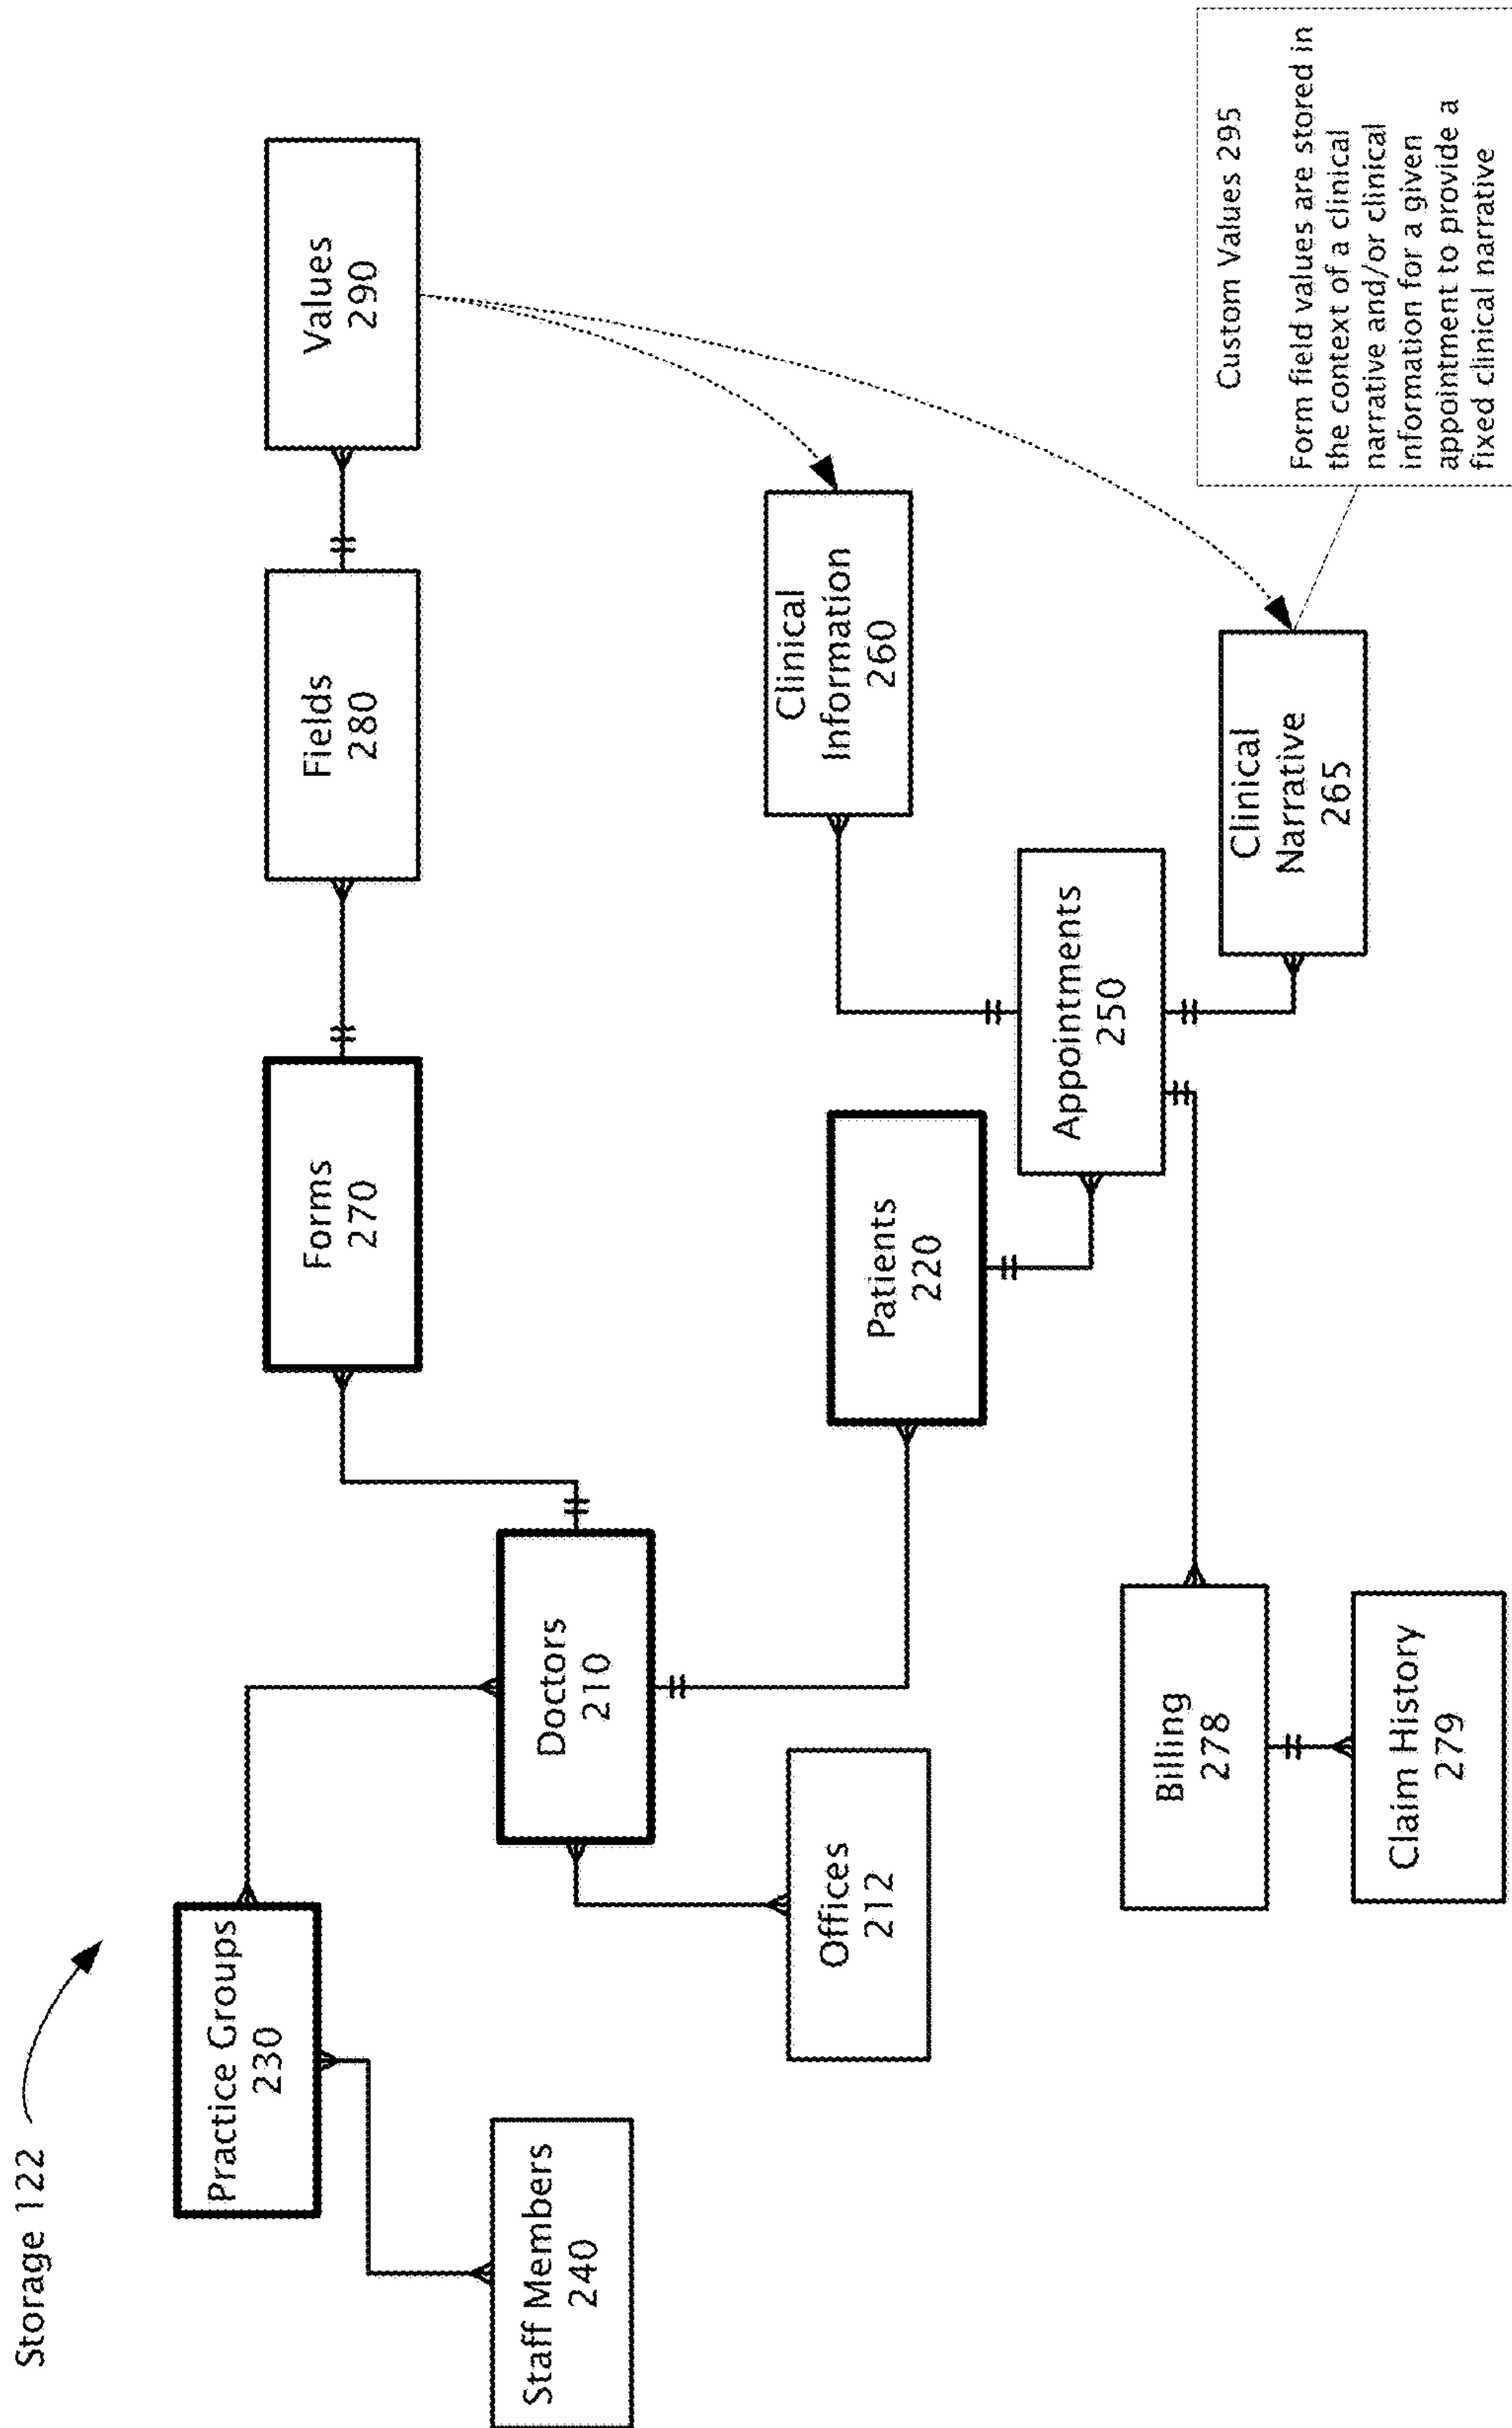 Storage 122
Practice Groups
230
Staff Members
240
Doctors
210
Offices
212
Forms
270
Fields
280
Values
290
Patients
220
Appointments
250
Clinical
Information
260
Clinical
Narrative
265
Billing
278
Claim History
279
Custom Values 295
Form field values are stored in
the context of a clinical
narrative and/or clinical
information for a given
appointment to provide a
fixed clinical narrative